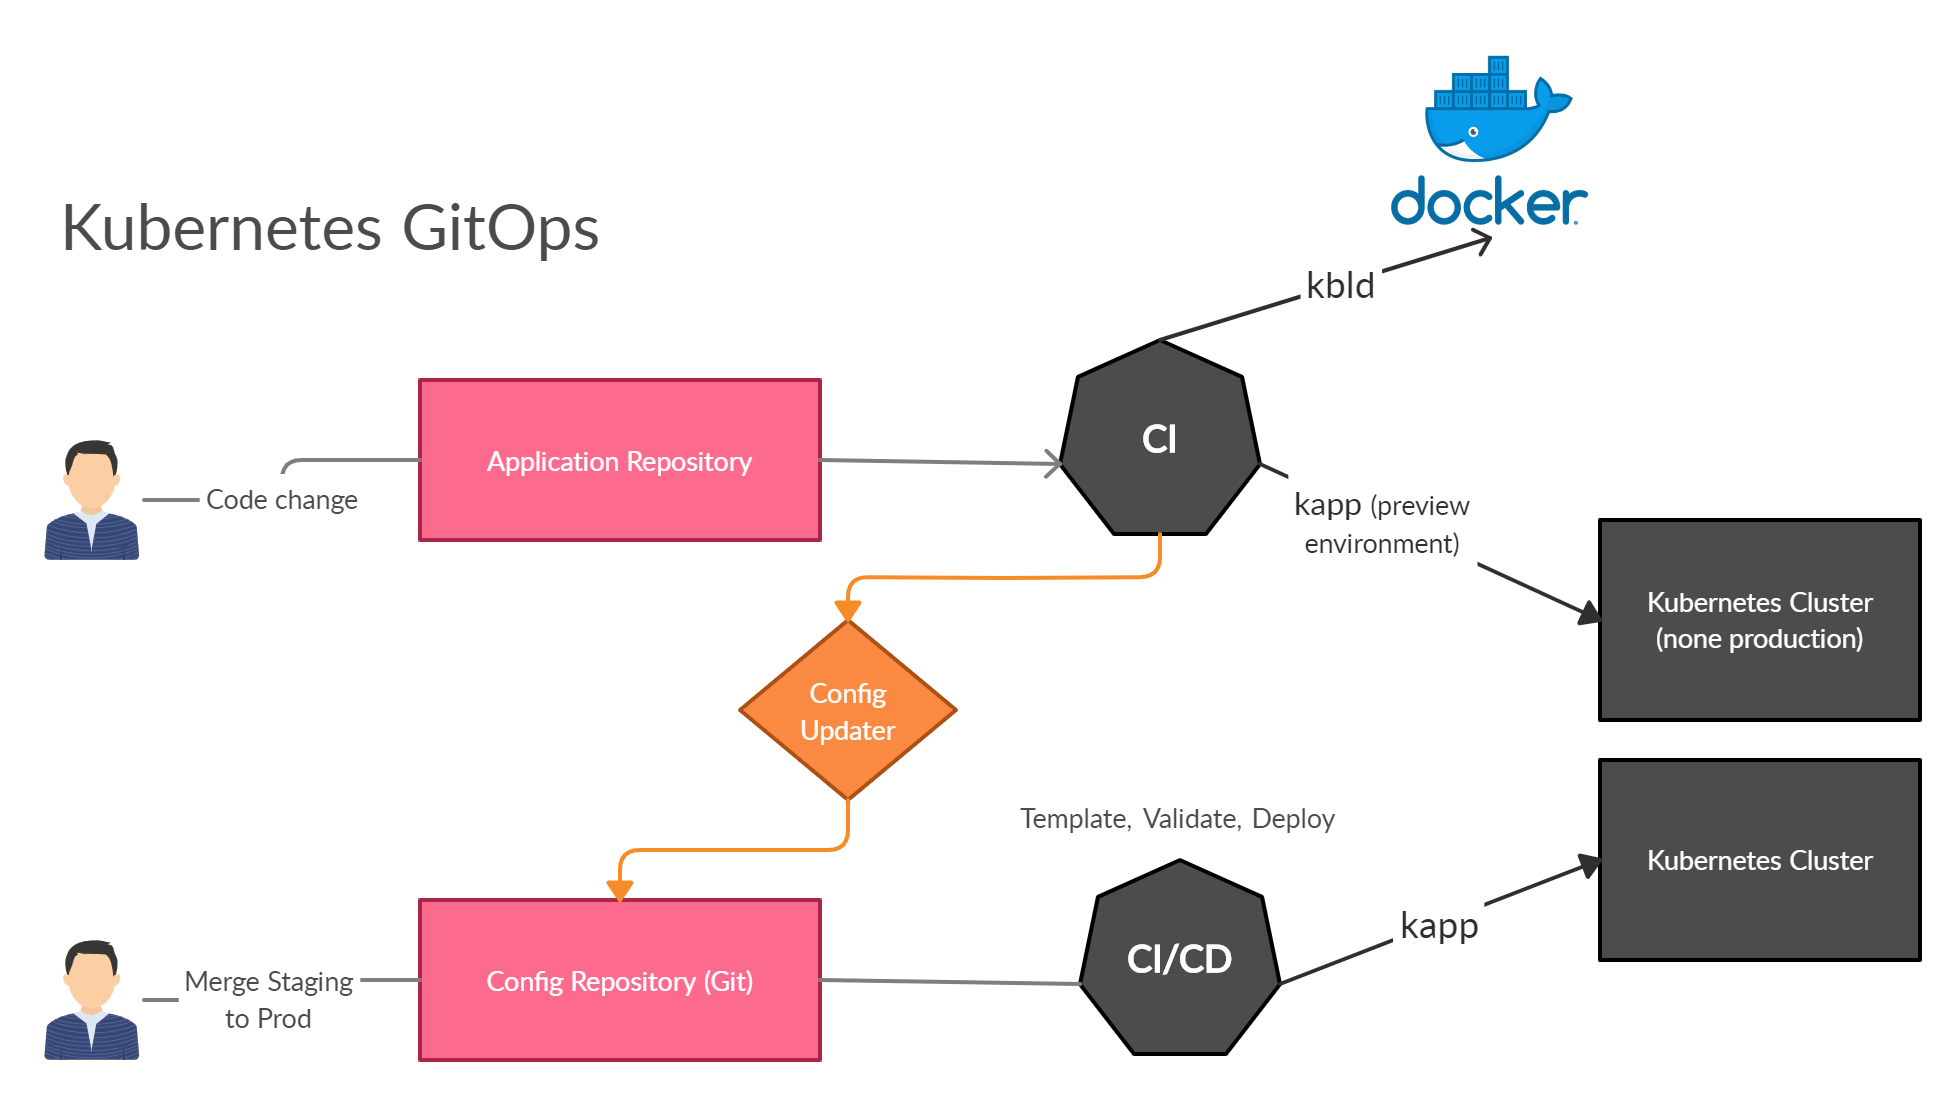 docker
Kubernetes GitOps
kbld
CI
Application Repository
Code change
kapp (preview
environment)
Kubernetes Cluster
(none production)
Config
Updater
Template, Validate, Deploy
Kubernetes Cluster
kapp
CI/CD
Merge Staging
to Prod
Config Repository (Git)